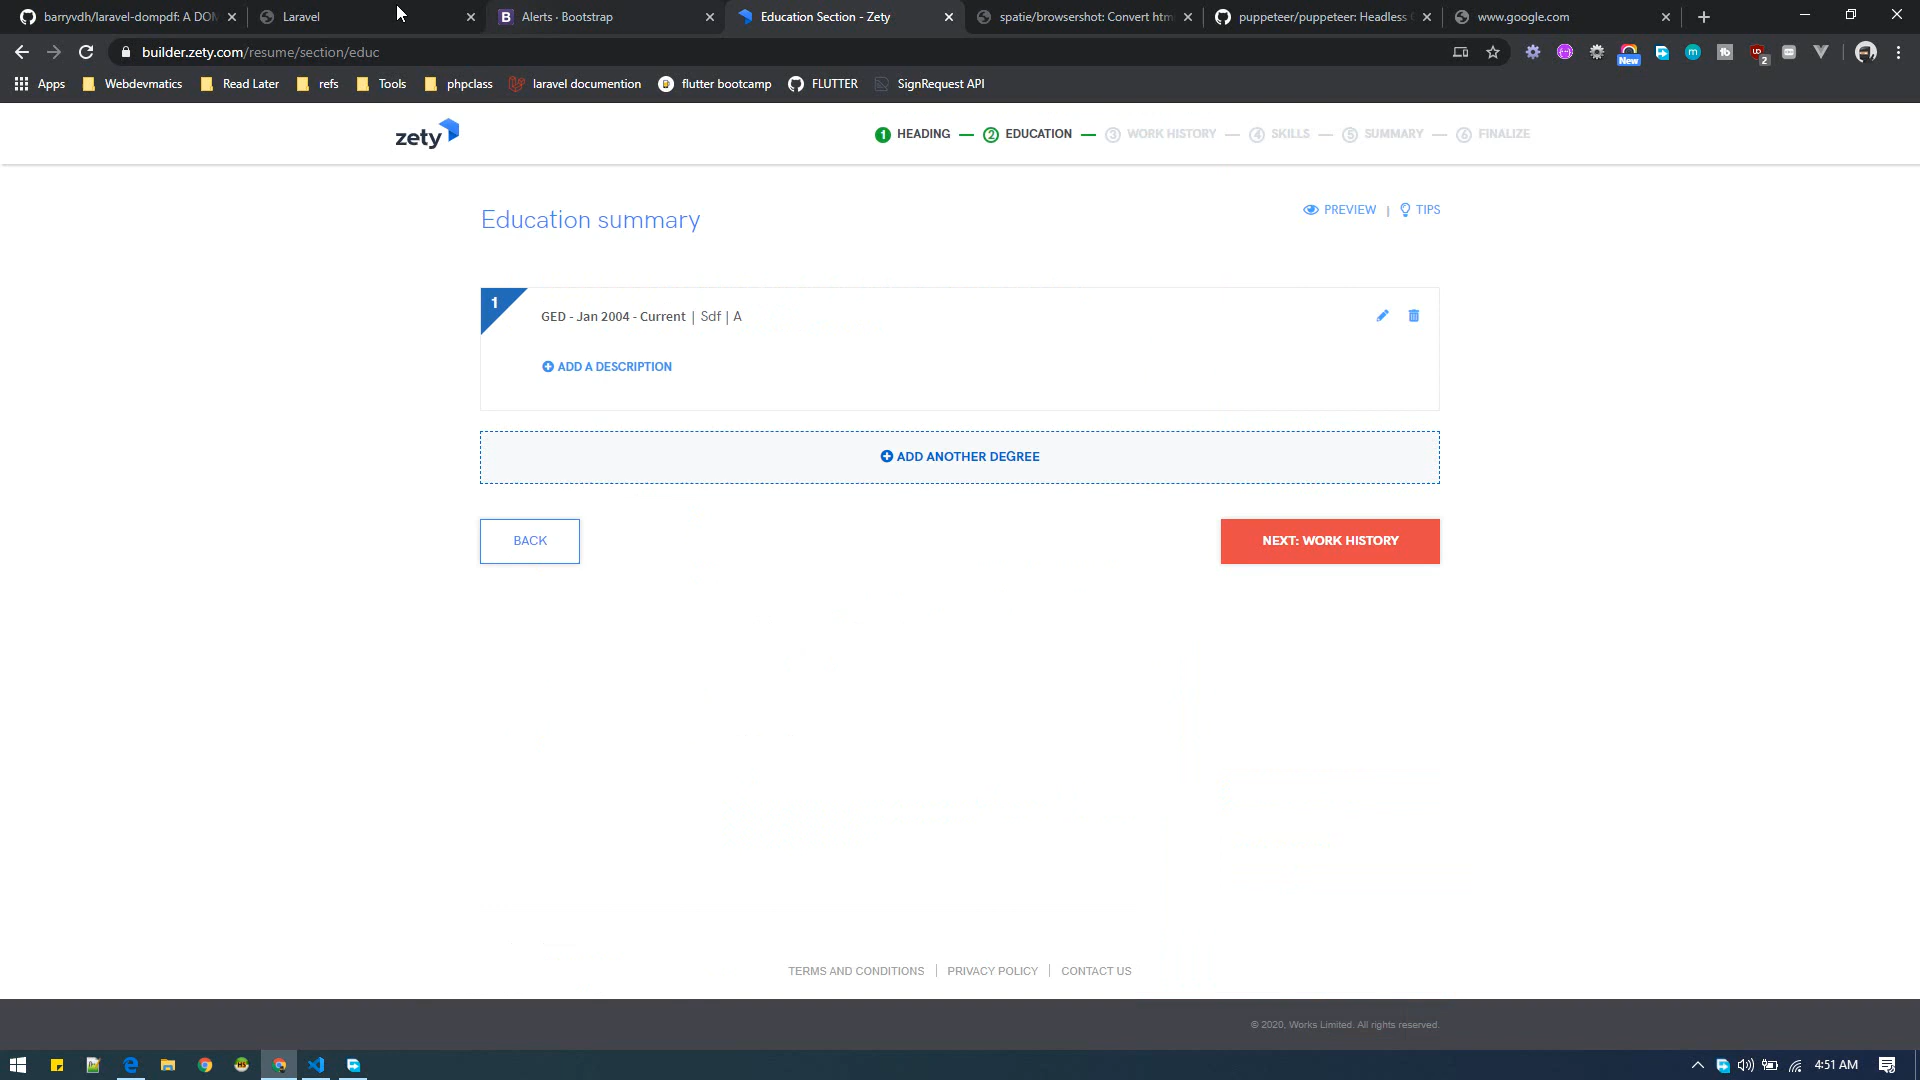 barryvdh/laravel-dompdf: A DOM
Laravel
B Alerts · Bootstrap
Education Section - Zety
spatie/browsershot: Convert htm
puppeteer/puppeteer: Headless C
www.google.com
builder.zety.com/resume/section/educ
New
2
Apps
Webdevmatics
Read Later
refs
Tools
phpclass
laravel documention
flutter bootcamp
FLUTTER
SignRequest API
zety
1 HEADING
2 EDUCATION
3 WORK HISTORY
4 SKILLS
5 SUMMARY
6 FINALIZE
Education summary
PREVIEW | TIPS
1
GED - Jan 2004 - Current | Sdf | A
ADD A DESCRIPTION
ADD ANOTHER DEGREE
BACK
NEXT: WORK HISTORY
TERMS AND CONDITIONS | PRIVACY POLICY | CONTACT US
© 2020, Works Limited. All rights reserved.
4:51 AM